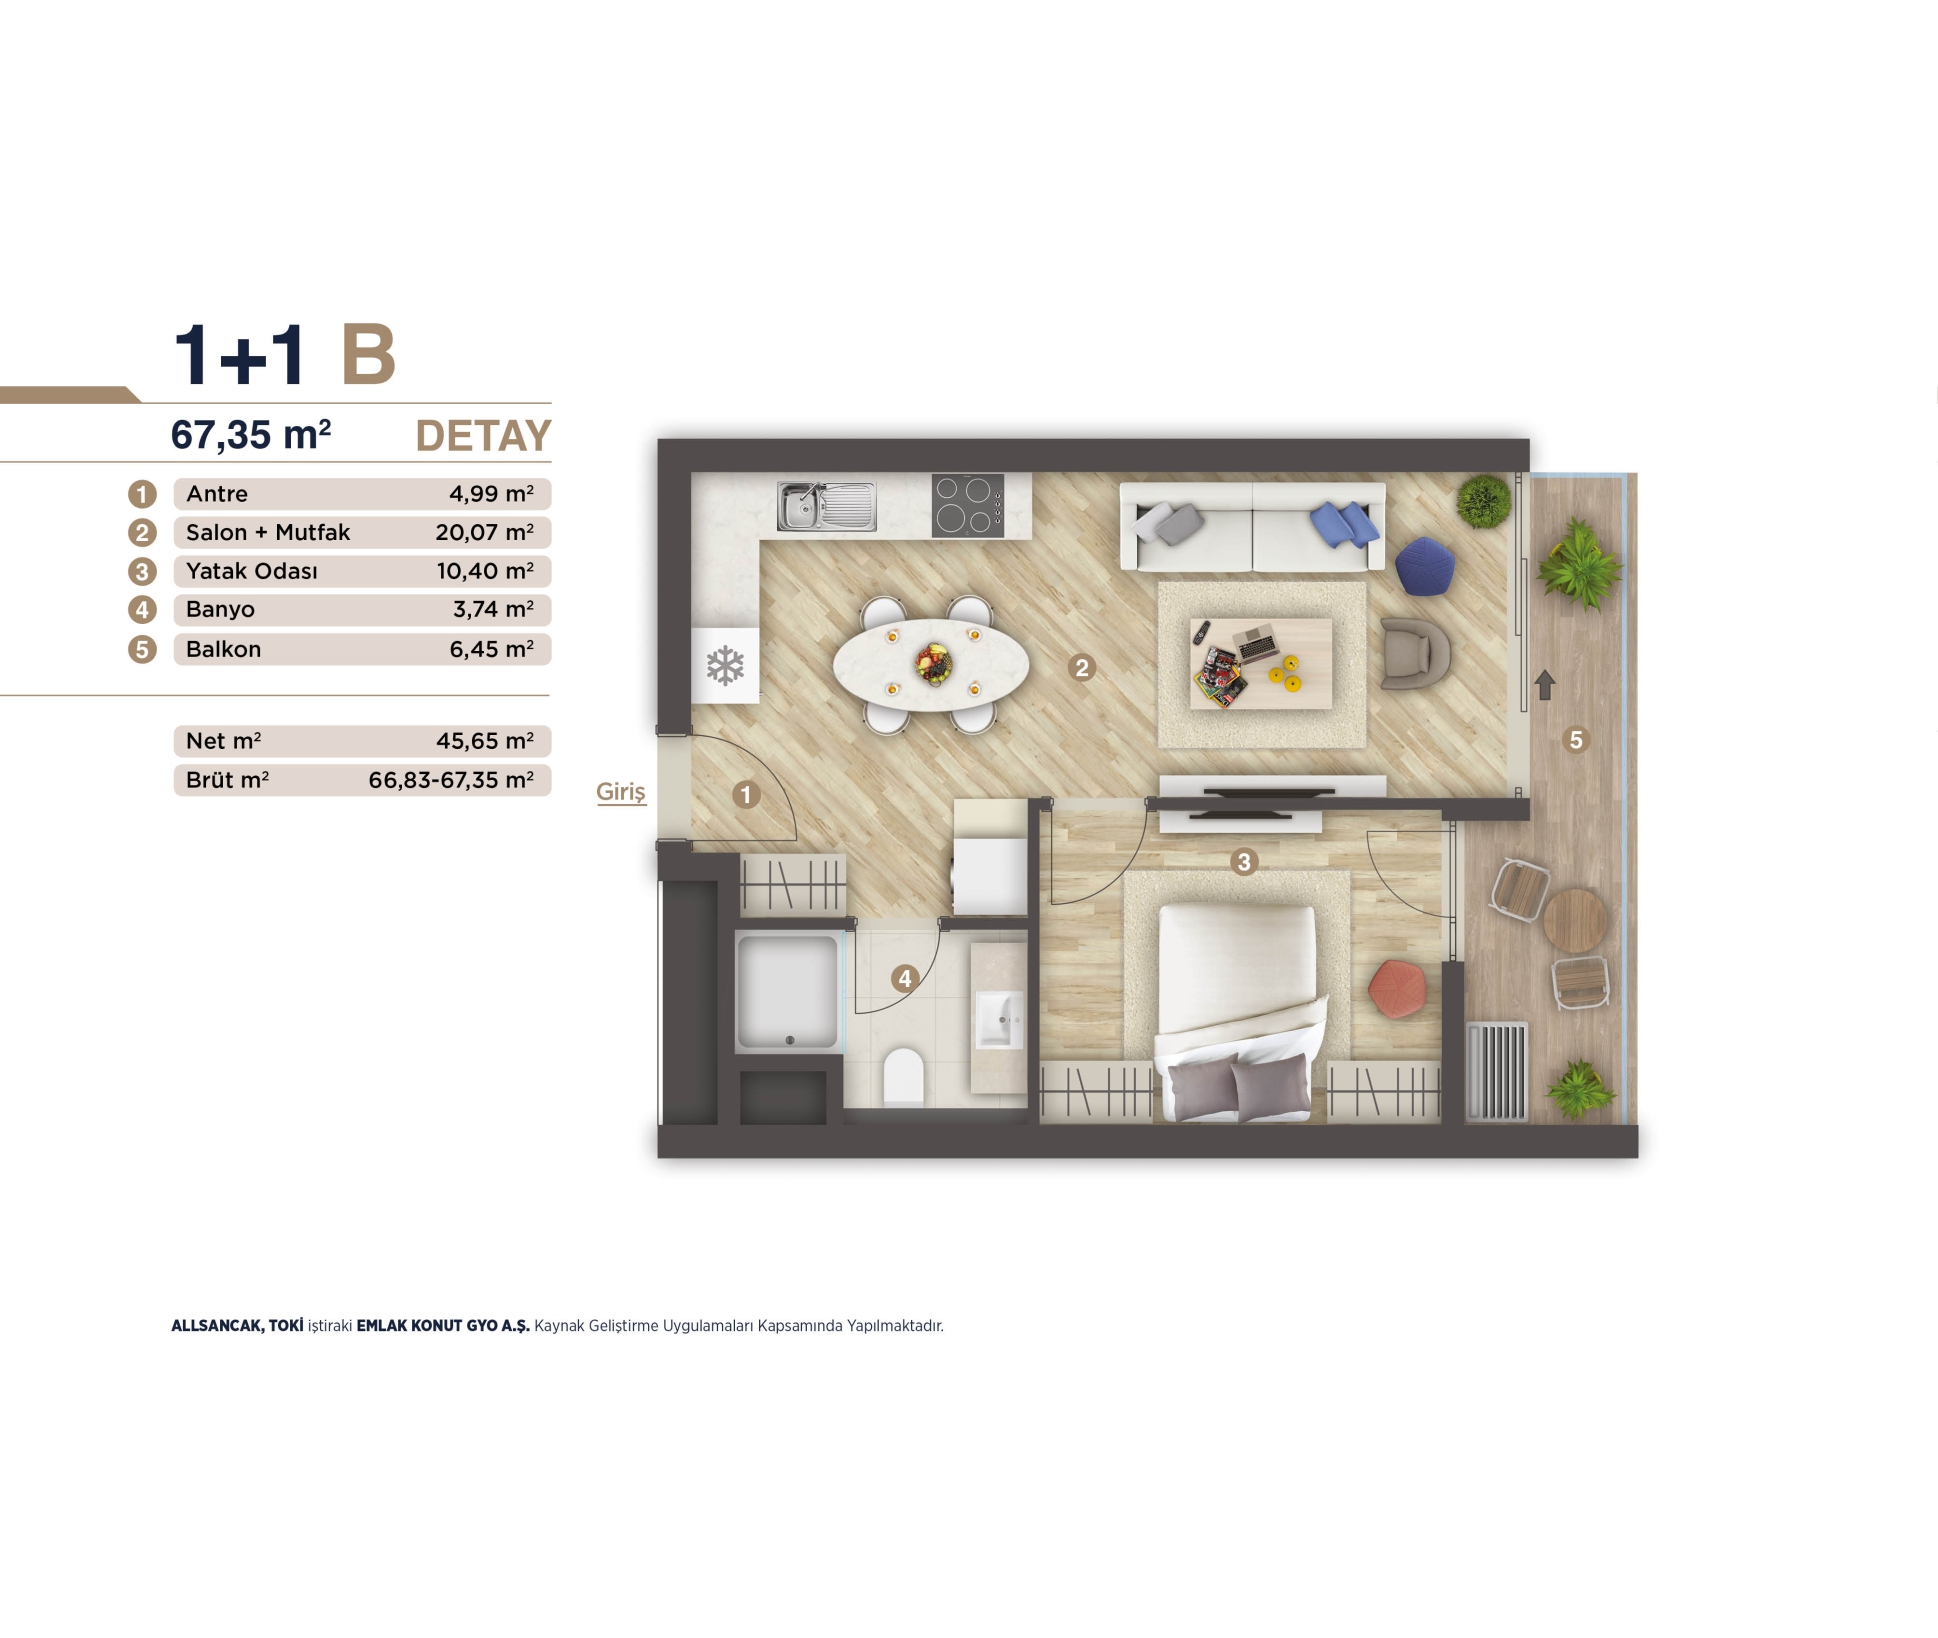 1+1 B
67,35 m² DETAY
1 Antre 4,99 m²
2 Salon + Mutfak 20,07 m²
3 Yatak Odası 10,40 m²
4 Banyo 3,74 m²
5 Balkon 6,45 m²
Net m² 45,65 m²
Brüt m² 66,83-67,35 m²
Giriş
1
2
3
4
5
ALLSANCAK, TOKİ iştiraki EMLAK KONUT GYO A.Ş. Kaynak Geliştirme Uygulamaları Kapsamında Yapılmaktadır.